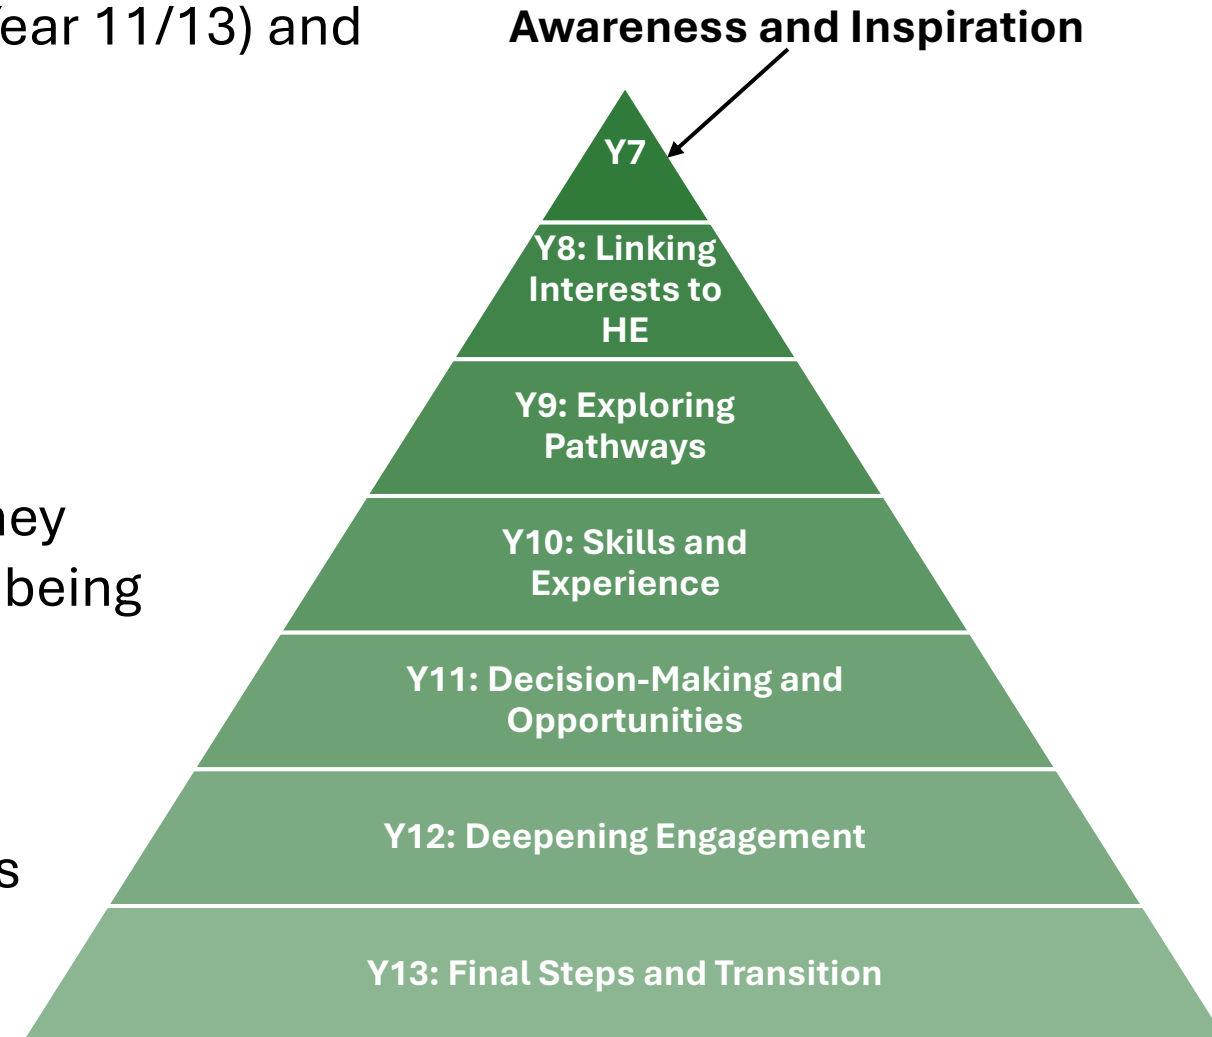 ear 11/13) and
Awareness and Inspiration
Y7
Y8: Linking
Interests to
HE
Y9: Exploring
Pathways
Y10: Skills and
Experience
ney
being
Y11: Decision-Making and
Opportunities
Y12: Deepening Engagement
s
Y13: Final Steps and Transition